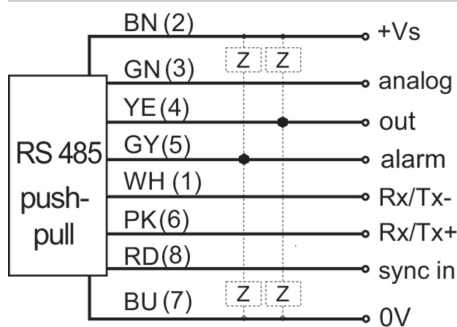 BN (2)
+Vs
Z Z
GN (3)
analog
YE (4)
out
RS 485
push-
pull
GY (5)
alarm
WH (1)
Rx/Tx-
PK(6)
Rx/Tx+
RD(8)
sync in
Z Z
BU (7)
0V